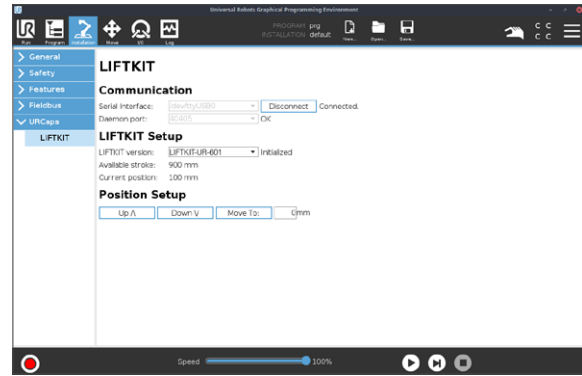 Universal Robots Graphical Programming Environment
Run
Program
Installation
Move
I/O
Log
PROGRAM prg
INSTALLATION default
New...
Open...
Save...
C C
C C
General
Safety
Features
Fieldbus
URCaps
LIFTKIT
LIFTKIT
Communication
Serial Interface: /dev/ttyUSB0 Disconnect Connected.
Daemon port: 40405 OK
LIFTKIT Setup
LIFTKIT version: LIFTKIT-UR-601 Initialized
Available stroke: 900 mm
Current position: 100 mm
Position Setup
Up /\ Down \/ Move To: 0mm
Speed 100%